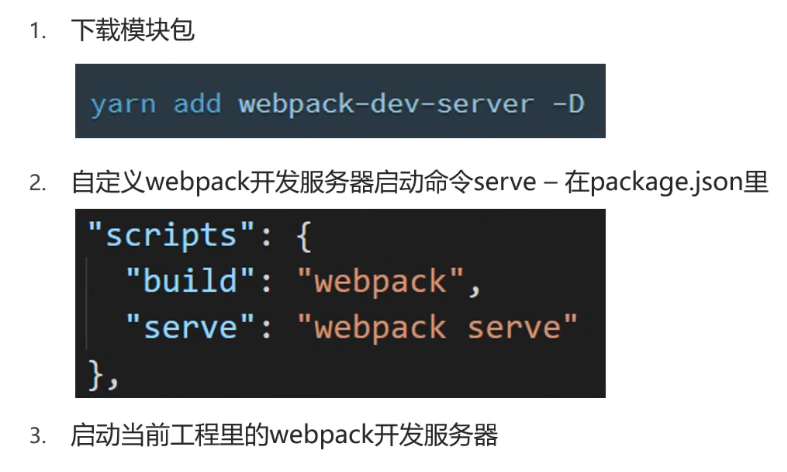 1. 下载模块包
yarn add webpack-dev-server -D
2. 自定义webpack开发服务器启动命令serve – 在package.json里
"scripts": {
"build": "webpack",
"serve": "webpack serve"
},
3. 启动当前工程里的webpack开发服务器